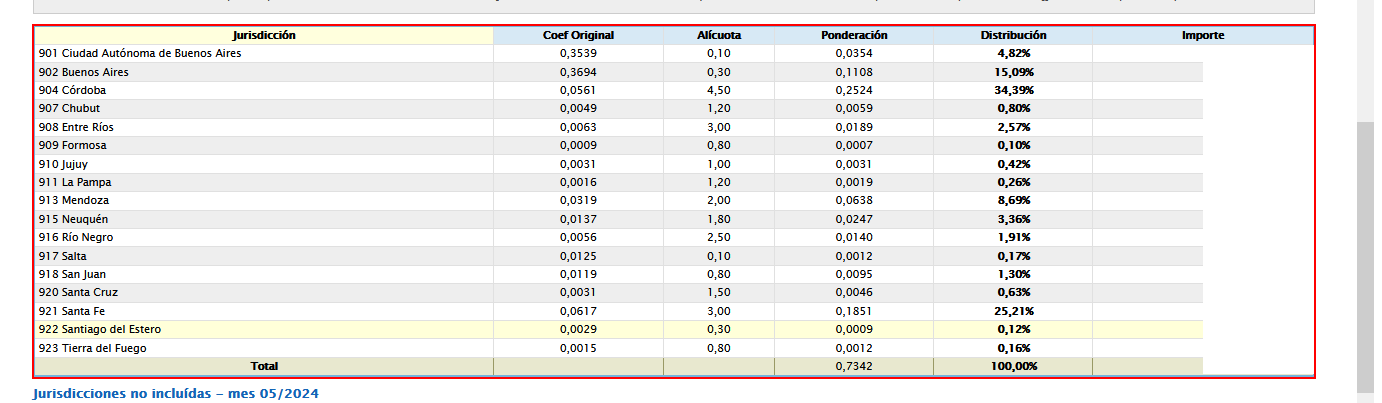 Jurisdicción Coef Original Alícuota Ponderación Distribución Importe
901 Ciudad Autónoma de Buenos Aires 0,3539 0,10 0,0354 4,82%
902 Buenos Aires 0,3694 0,30 0,1108 15,09%
904 Córdoba 0,0561 4,50 0,2524 34,39%
907 Chubut 0,0049 1,20 0,0059 0,80%
908 Entre Ríos 0,0063 3,00 0,0189 2,57%
909 Formosa 0,0009 0,80 0,0007 0,10%
910 Jujuy 0,0031 1,00 0,0031 0,42%
911 La Pampa 0,0016 1,20 0,0019 0,26%
913 Mendoza 0,0319 2,00 0,0638 8,69%
915 Neuquén 0,0137 1,80 0,0247 3,36%
916 Río Negro 0,0056 2,50 0,0140 1,91%
917 Salta 0,0125 0,10 0,0012 0,17%
918 San Juan 0,0119 0,80 0,0095 1,30%
920 Santa Cruz 0,0031 1,50 0,0046 0,63%
921 Santa Fe 0,0617 3,00 0,1851 25,21%
922 Santiago del Estero 0,0029 0,30 0,0009 0,12%
923 Tierra del Fuego 0,0015 0,80 0,0012 0,16%
Total 0,7342 100,00%
Jurisdicciones no incluídas - mes 05/2024